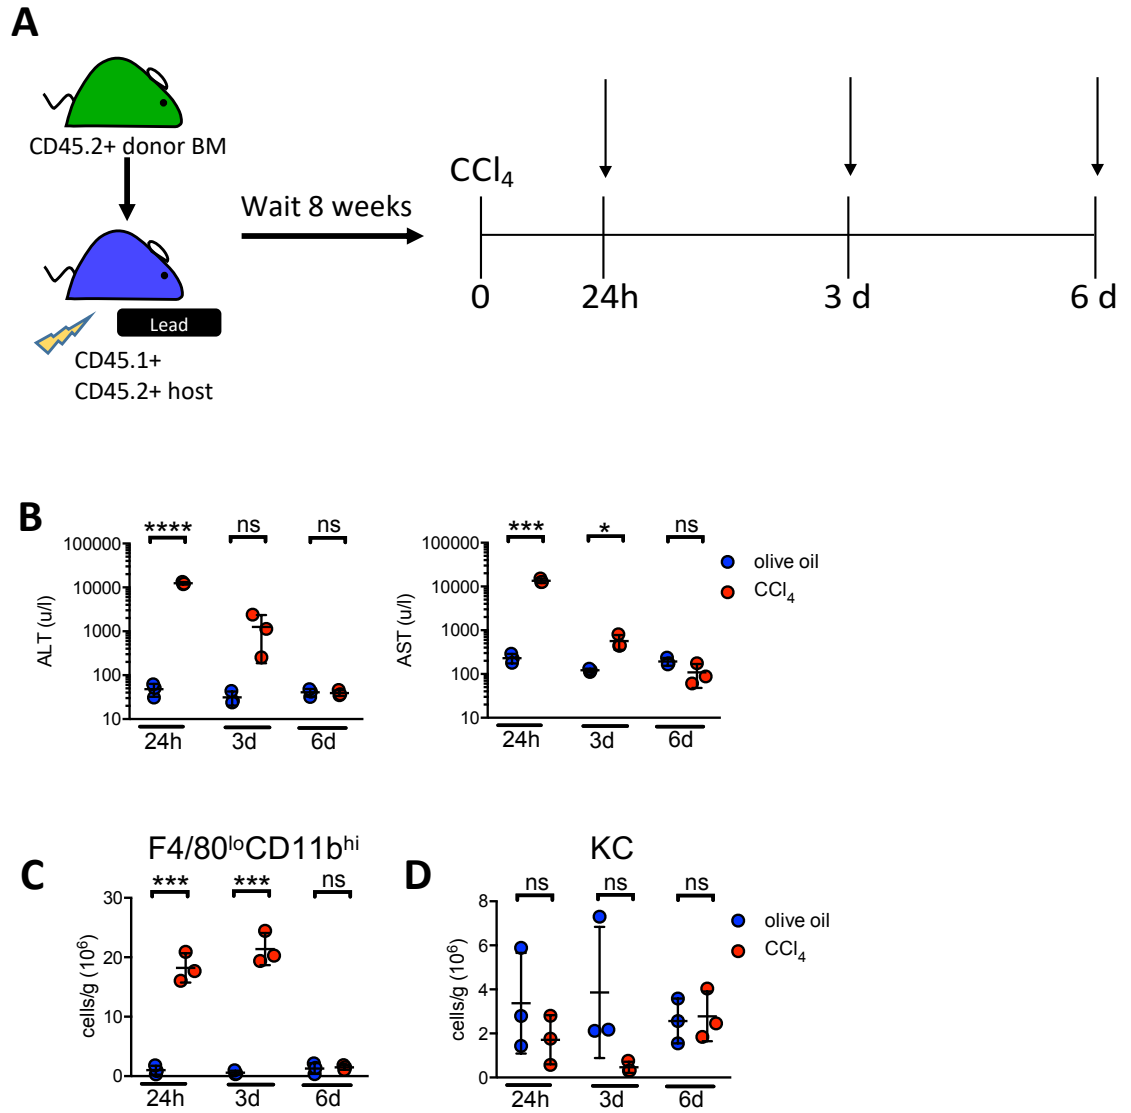 A
CD45.2+ donor BM
Wait 8 weeks
CCl₄
0 24h 3 d 6 d
Lead
CD45.1+
CD45.2+ host
B
**** ns ns
100000
10000
1000
100
10
ALT (u/l)
24h 3d 6d
*** * ns
100000
10000
1000
100
10
AST (u/l)
24h 3d 6d
olive oil
CCl₄
C
F4/80ˡᵒCD11bʰⁱ
*** *** ns
30
20
10
0
cells/g (10⁶)
24h 3d 6d
D
KC
ns ns ns
8
6
4
2
0
cells/g (10⁶)
24h 3d 6d
olive oil
CCl₄